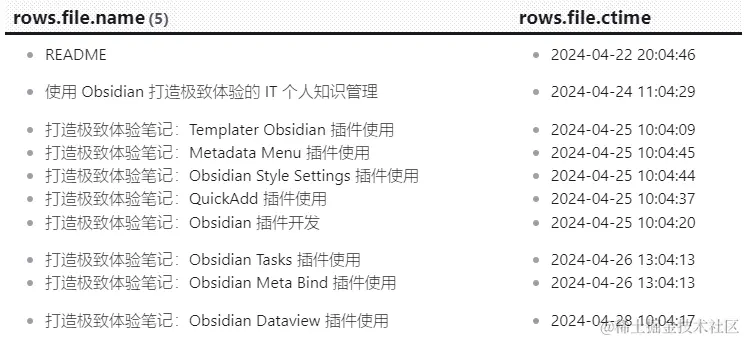 rows.file.name (5) rows.file.ctime
README 2024-04-22 20:04:46
使用 Obsidian 打造极致体验的 IT 个人知识管理 2024-04-24 11:04:29
打造极致体验笔记：Templater Obsidian 插件使用 2024-04-25 10:04:09
打造极致体验笔记：Metadata Menu 插件使用 2024-04-25 10:04:45
打造极致体验笔记：Obsidian Style Settings 插件使用 2024-04-25 10:04:44
打造极致体验笔记：QuickAdd 插件使用 2024-04-25 10:04:37
打造极致体验笔记：Obsidian 插件开发 2024-04-25 10:04:20
打造极致体验笔记：Obsidian Tasks 插件使用 2024-04-26 13:04:13
打造极致体验笔记：Obsidian Meta Bind 插件使用 2024-04-26 13:04:13
打造极致体验笔记：Obsidian Dataview 插件使用 2024-04-28 10:04:17
@稀土掘金技术社区